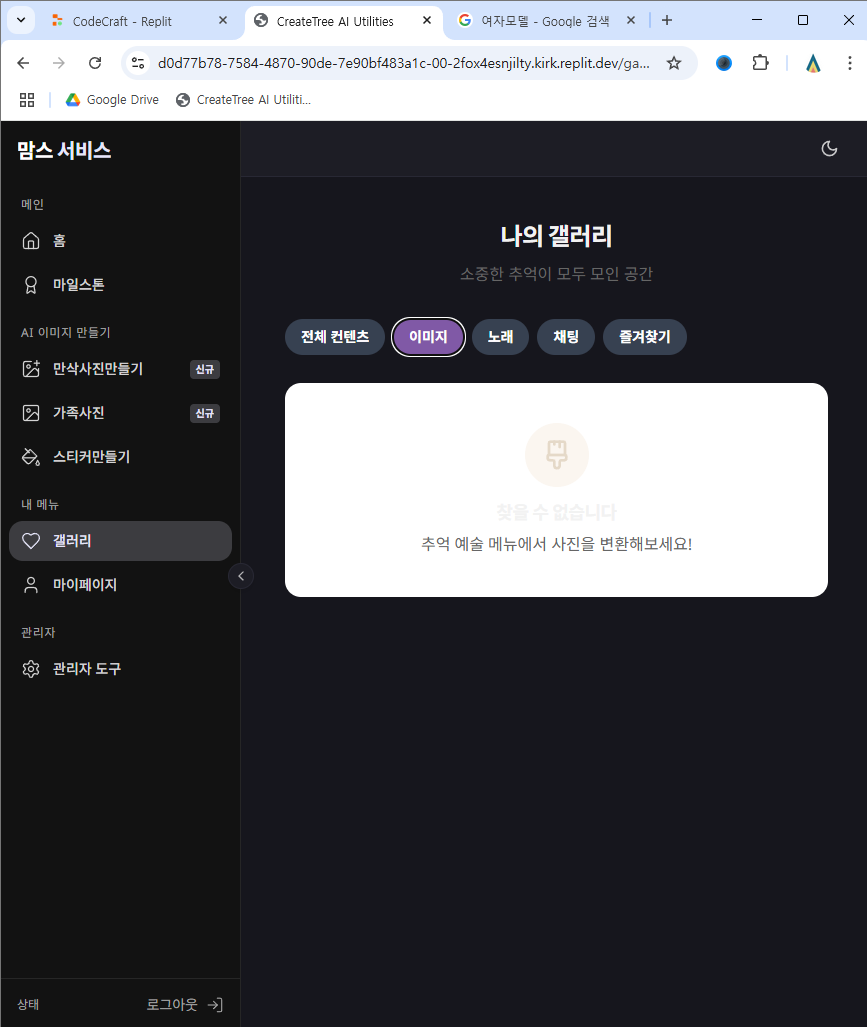 CodeCraft - Replit
CreateTree AI Utilities
여자모델 - Google 검색
d0d77b78-7584-4870-90de-7e90bf483a1c-00-2fox4esnjilty.kirk.replit.dev/ga...
Google Drive
CreateTree AI Utiliti...
맘스 서비스
메인
홈
마일스톤
AI 이미지 만들기
만삭사진만들기 신규
가족사진 신규
스티커만들기
내 메뉴
갤러리
마이페이지
관리자
관리자 도구
상태 로그아웃
나의 갤러리
소중한 추억이 모두 모인 공간
전체 컨텐츠 이미지 노래 채팅 즐겨찾기
찾을 수 없습니다
추억 예술 메뉴에서 사진을 변환해보세요!